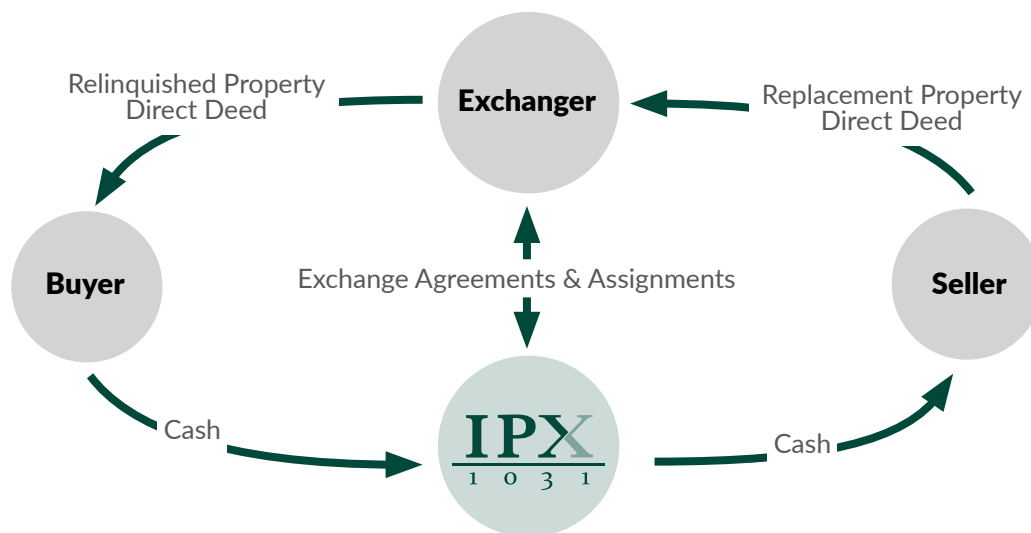 Relinquished Property
Direct Deed
Exchanger
Replacement Property
Direct Deed
Buyer
Exchange Agreements & Assignments
Seller
Cash
IPX
1031
Cash